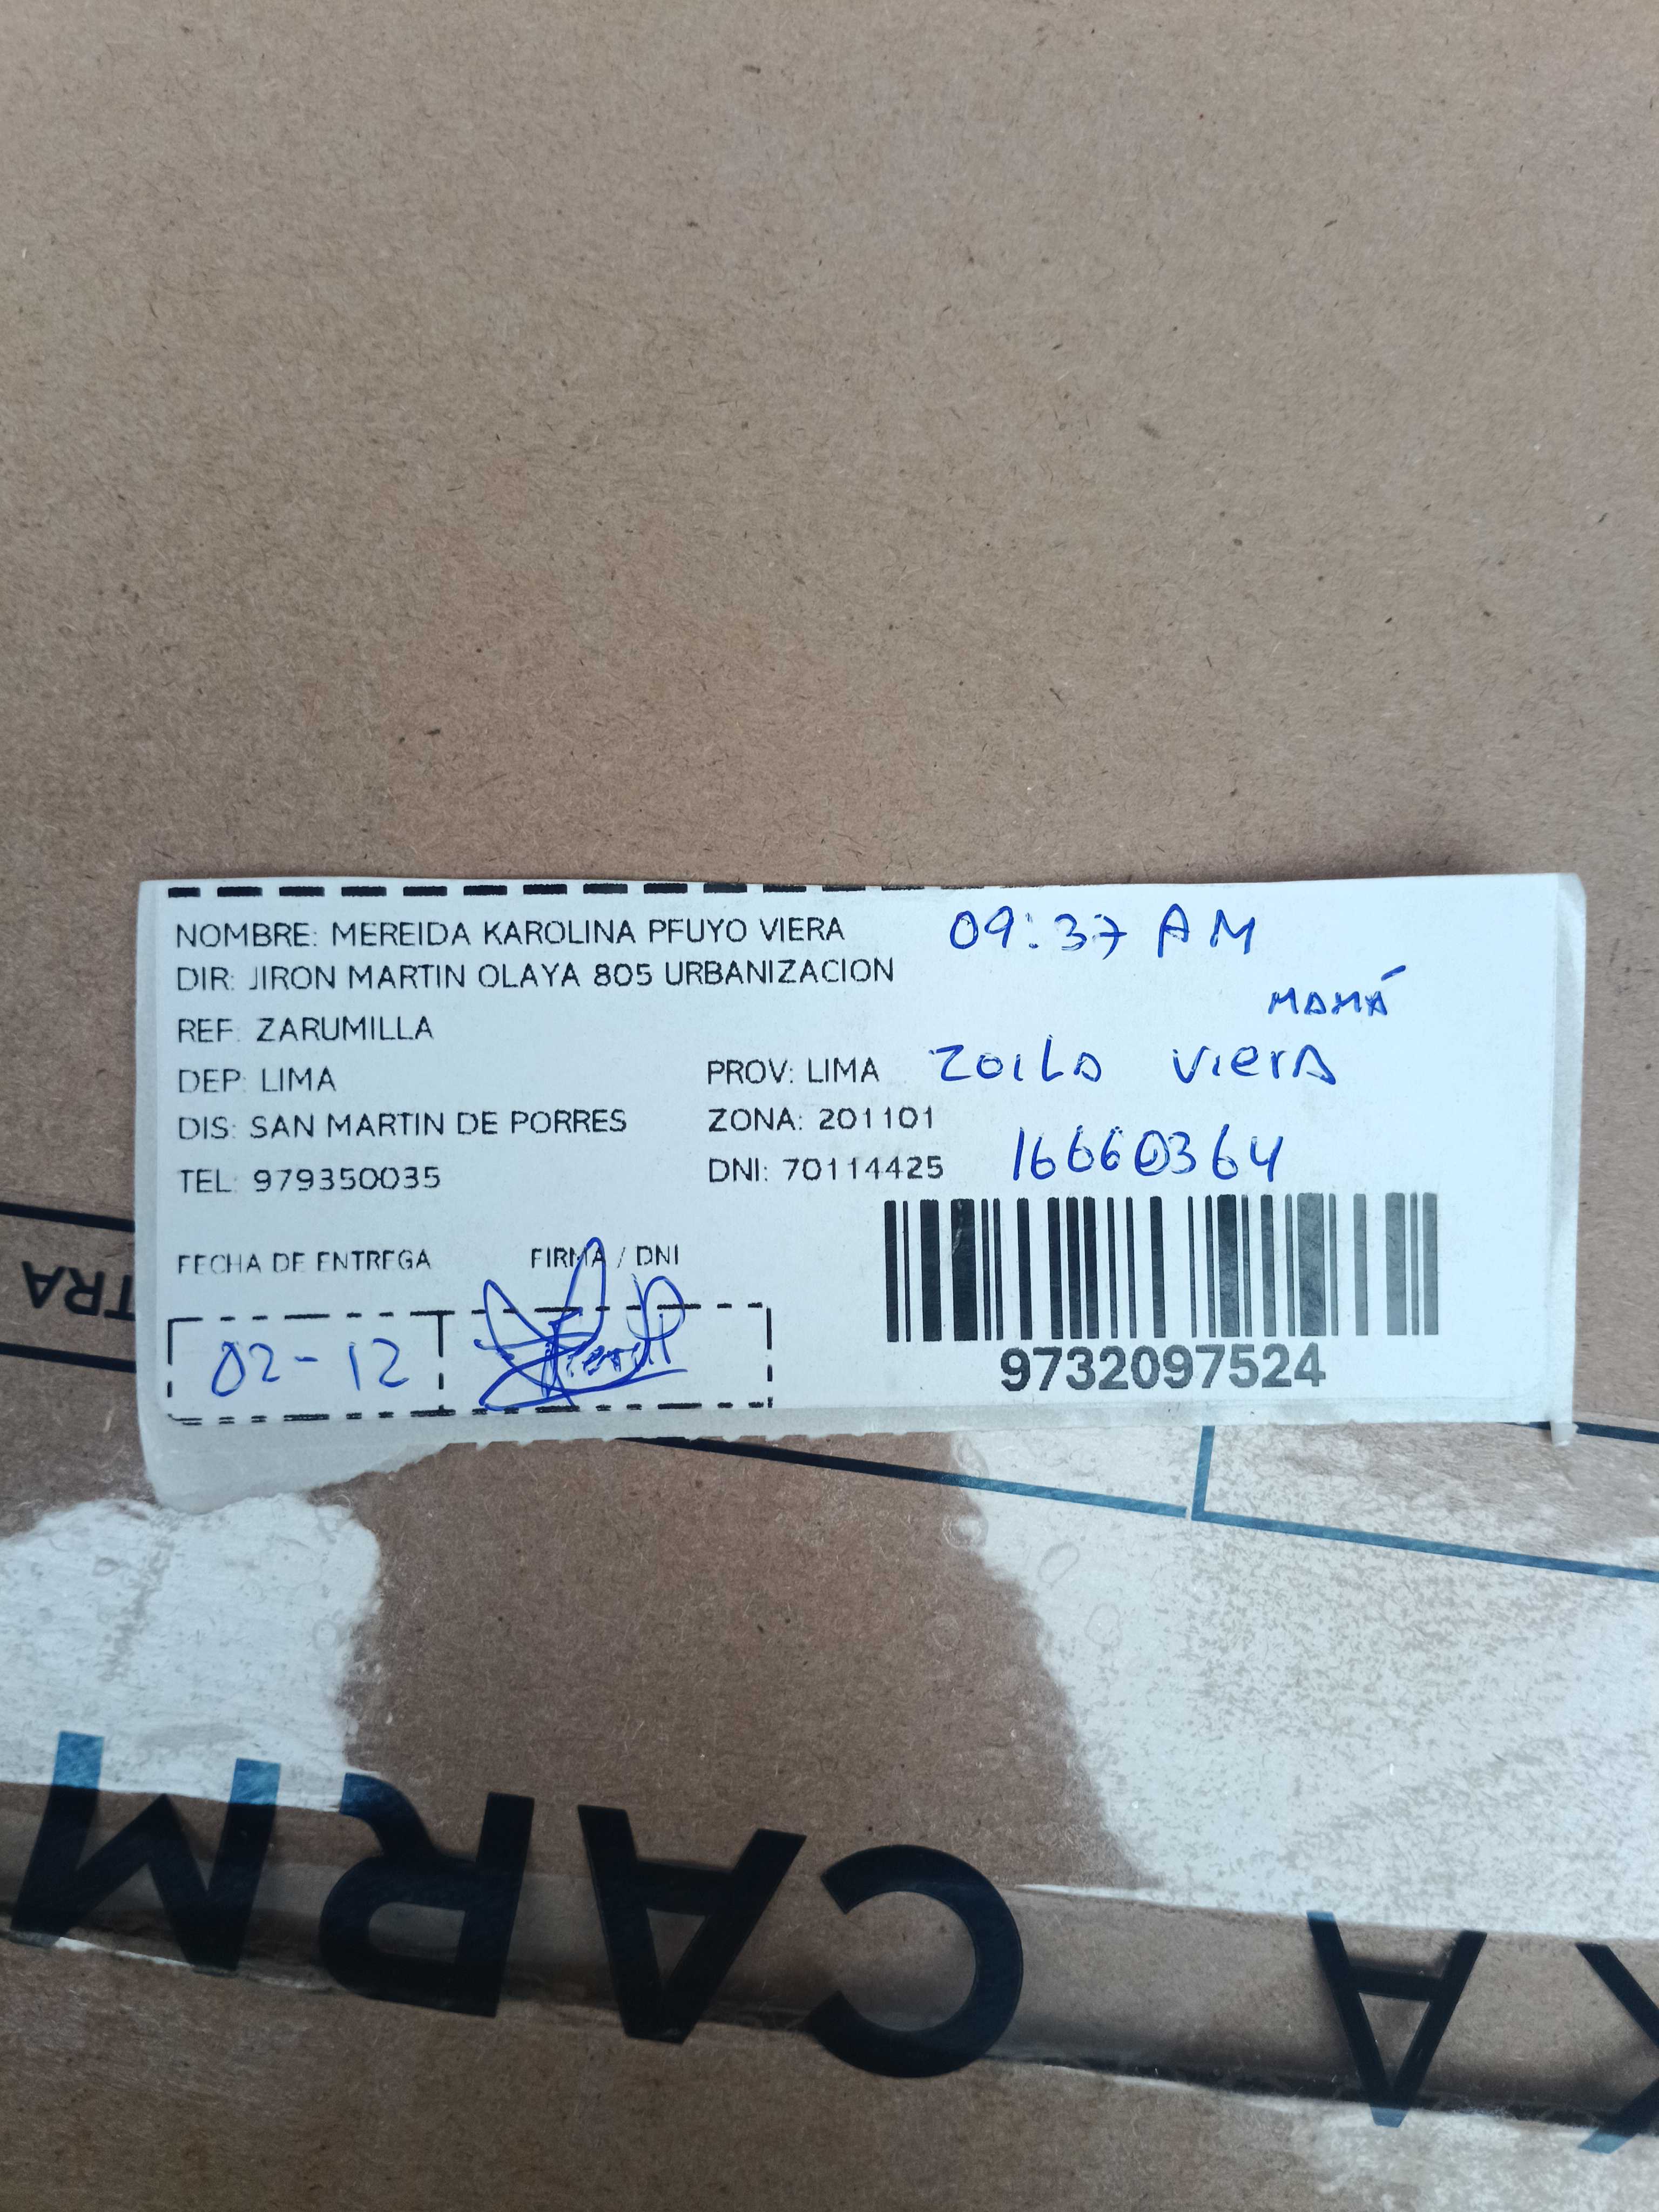 NOMBRE: MEREIDA KAROLINA PFUYO VIERA 09:37 AM
DIR: JIRON MARTIN OLAYA 805 URBANIZACION
MAMÁ
REF: ZARUMILLA
DEP: LIMA PROV: LIMA Zoila Viera
DIS: SAN MARTIN DE PORRES ZONA: 201101
TEL: 979350035 DNI: 70114425 16660364
FECHA DE ENTREGA FIRMA / DNI
02-12
9732097524
TRA
CARM
KA